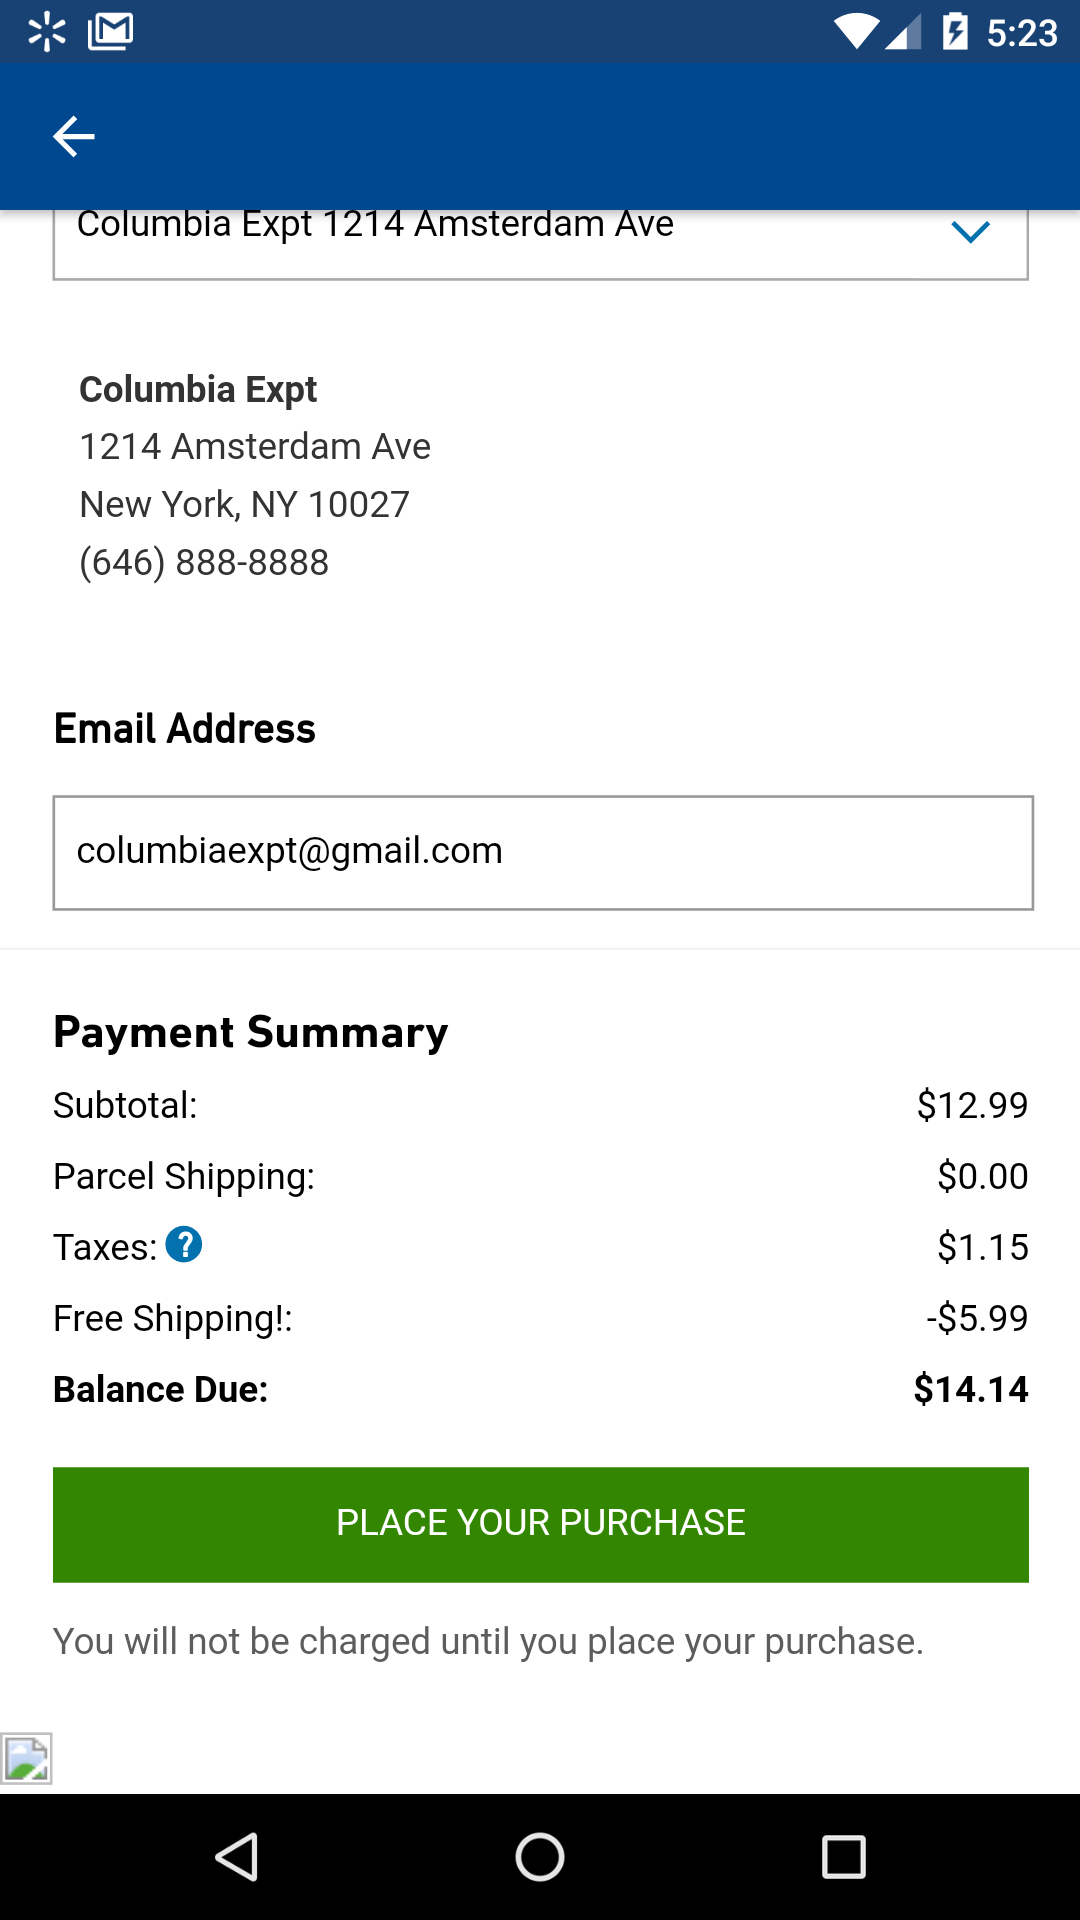 5:23
Columbia Expt 1214 Amsterdam Ave
Columbia Expt
1214 Amsterdam Ave
New York, NY 10027
(646) 888-8888
Email Address
columbiaexpt@gmail.com
Payment Summary
Subtotal: $12.99
Parcel Shipping: $0.00
Taxes: ? $1.15
Free Shipping!: -$5.99
Balance Due: $14.14
PLACE YOUR PURCHASE
You will not be charged until you place your purchase.